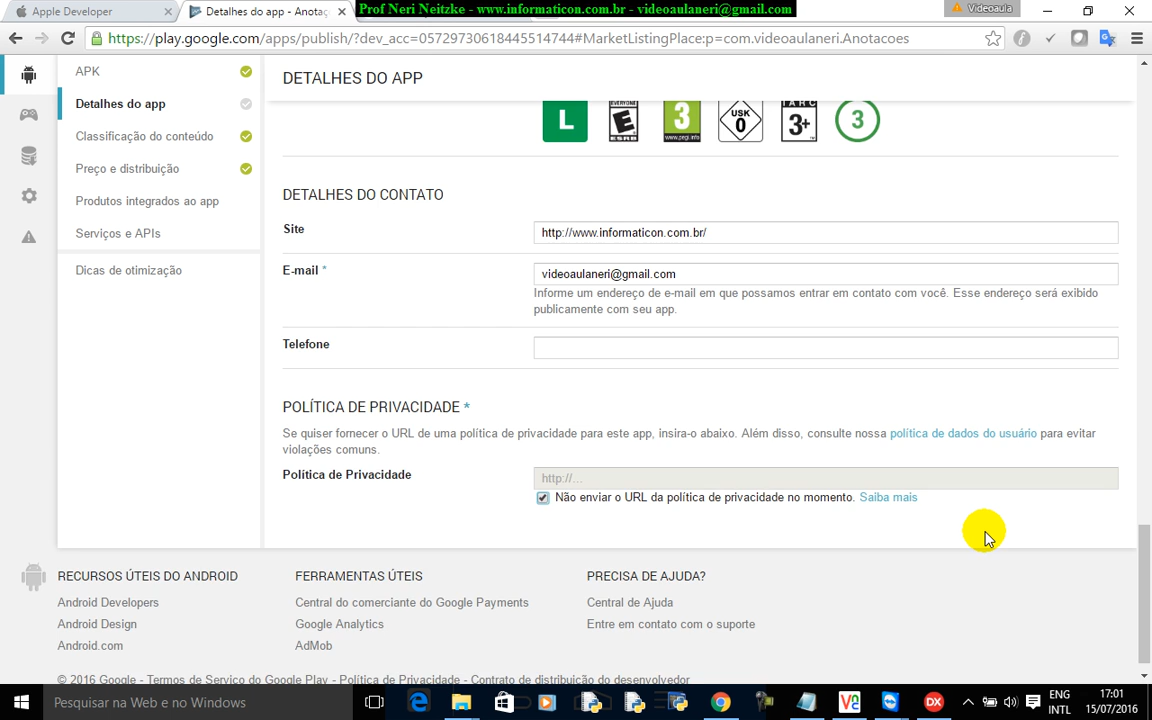 Apple Developer
Detalhes do app - Anotaç
Prof Neri Neitzke - www.informaticon.com.br - videoaulaneri@gmail.com
Videoaula
https://play.google.com/apps/publish/?dev_acc=05729730618445514744#MarketListingPlace:p=com.videoaulaneri.Anotacoes
APK
Detalhes do app
Classificação do conteúdo
Preço e distribuição
Produtos integrados ao app
Serviços e APIs
Dicas de otimização
DETALHES DO APP
L
EVERYONE
E
ESRB
3
www.pegi.info
USK
0
IARC
3+
3
DETALHES DO CONTATO
Site
http://www.informaticon.com.br/
E-mail *
videoaulaneri@gmail.com
Informe um endereço de e-mail em que possamos entrar em contato com você. Esse endereço será exibido
publicamente com seu app.
Telefone
POLÍTICA DE PRIVACIDADE *
Se quiser fornecer o URL de uma política de privacidade para este app, insira-o abaixo. Além disso, consulte nossa política de dados do usuário para evitar
violações comuns.
Política de Privacidade
http://...
Não enviar o URL da política de privacidade no momento. Saiba mais
RECURSOS ÚTEIS DO ANDROID
Android Developers
Android Design
Android.com
FERRAMENTAS ÚTEIS
Central do comerciante do Google Payments
Google Analytics
AdMob
PRECISA DE AJUDA?
Central de Ajuda
Entre em contato com o suporte
© 2016 Google - Termos de Serviço do Google Play - Política de Privacidade - Contrato de distribuição do desenvolvedor
Pesquisar na Web e no Windows
VE
DX
ENG
INTL
17:01
15/07/2016